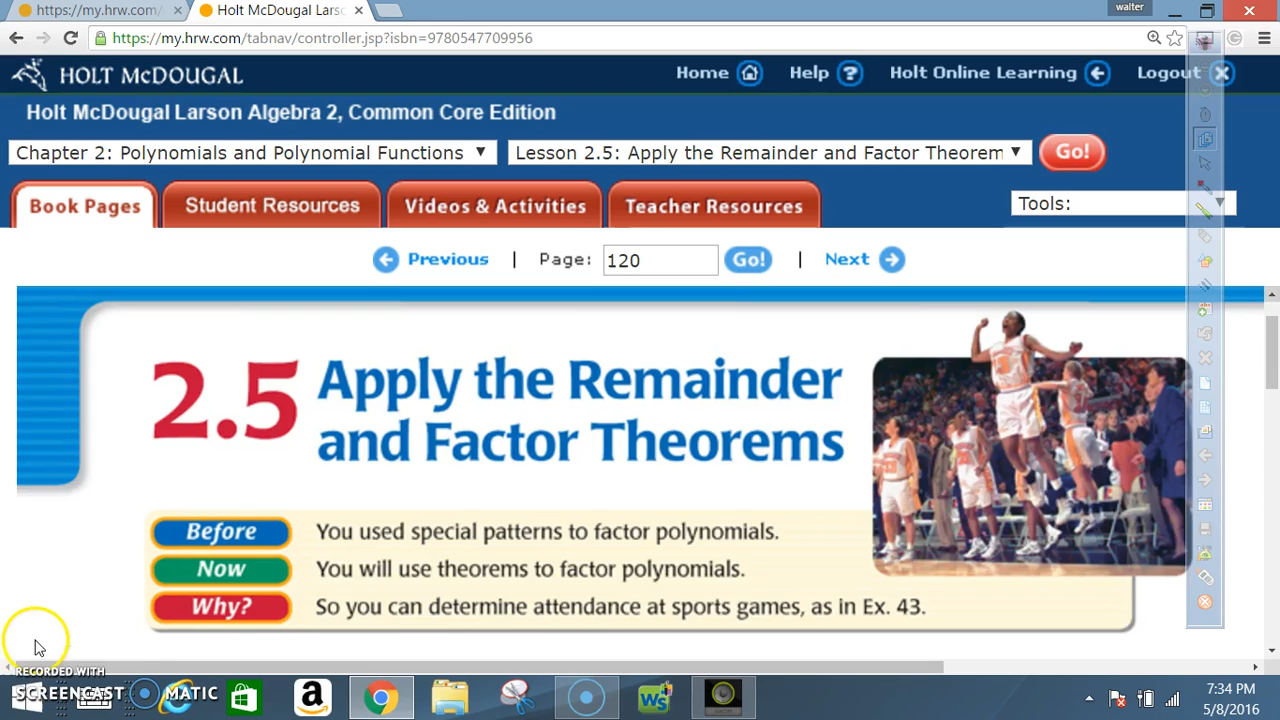 https://my.hrw.com/
Holt McDougal Lars
walter
https://my.hrw.com/tabnav/controller.jsp?isbn=9780547709956
HOLT McDOUGAL
Home
Help
Holt Online Learning
Logout
Holt McDougal Larson Algebra 2, Common Core Edition
Chapter 2: Polynomials and Polynomial Functions
Lesson 2.5: Apply the Remainder and Factor Theorem
Go!
Book Pages
Student Resources
Videos & Activities
Teacher Resources
Tools:
Previous | Page: 120 Go! | Next
2.5 Apply the Remainder
and Factor Theorems
Before You used special patterns to factor polynomials.
Now You will use theorems to factor polynomials.
Why? So you can determine attendance at sports games, as in Ex. 43.
RECORDED WITH
SCREENCAST MATIC
7:34 PM
5/8/2016